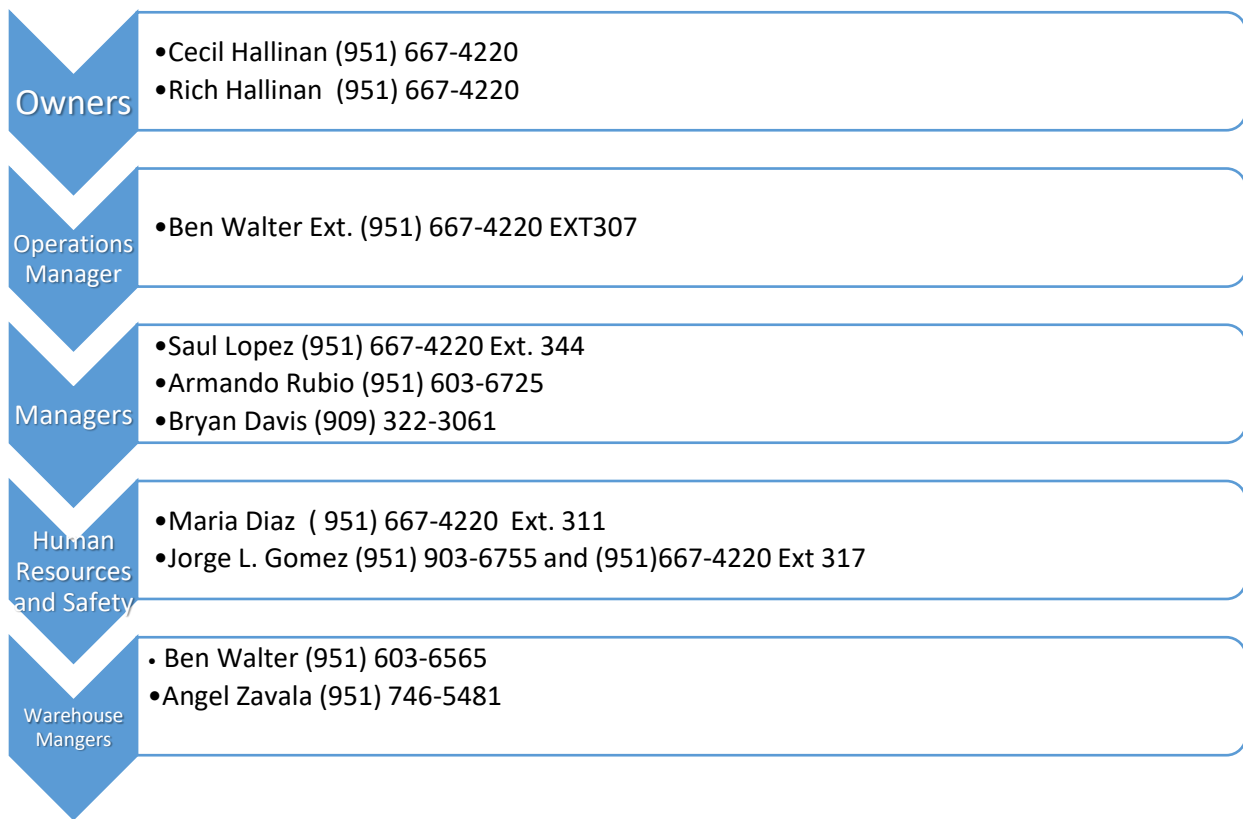 Owners
•Cecil Hallinan (951) 667-4220
•Rich Hallinan  (951) 667-4220
Operations
Manager
•Ben Walter Ext. (951) 667-4220 EXT307
Managers
•Saul Lopez (951) 667-4220 Ext. 344
•Armando Rubio (951) 603-6725
•Bryan Davis (909) 322-3061
Human
Resources
and Safety
•Maria Diaz  ( 951) 667-4220  Ext. 311
•Jorge L. Gomez (951) 903-6755 and (951)667-4220 Ext 317
Warehouse
Mangers
• Ben Walter (951) 603-6565
•Angel Zavala (951) 746-5481